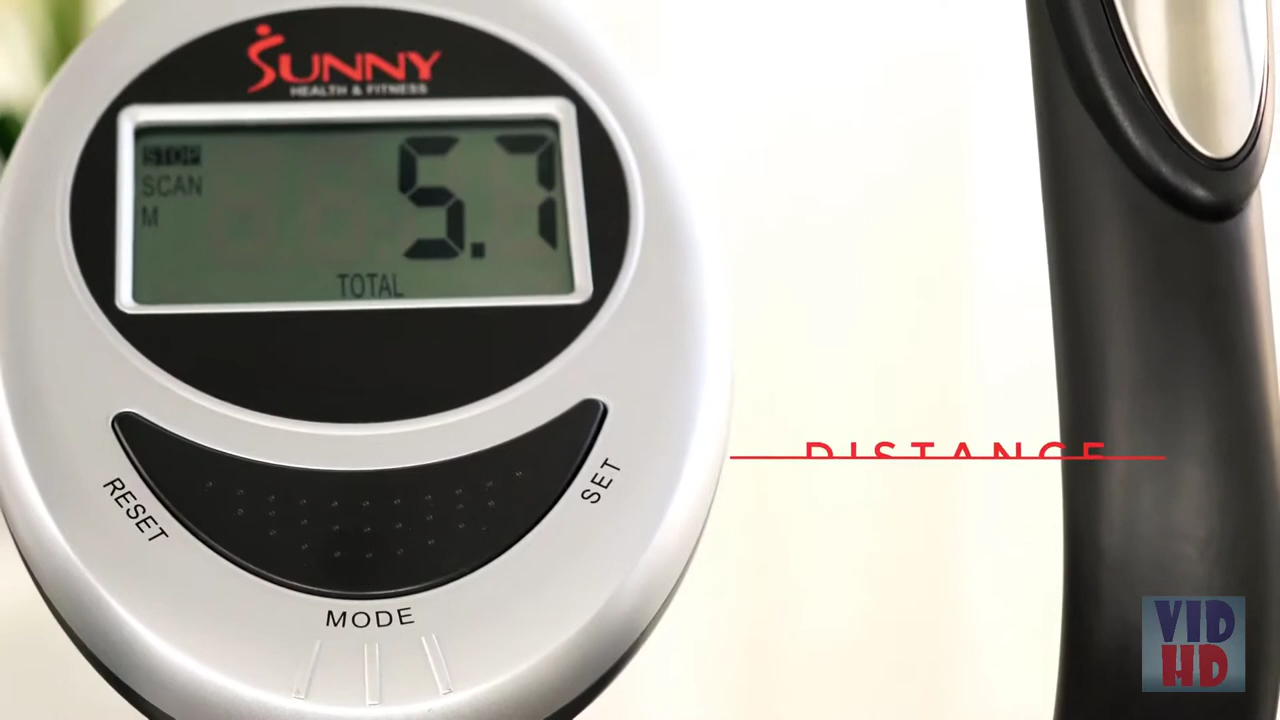 SUNNY
HEALTH & FITNESS
STOP
SCAN
M
5.7
TOTAL
RESET
SET
MODE
DISTANCE
VID
HD